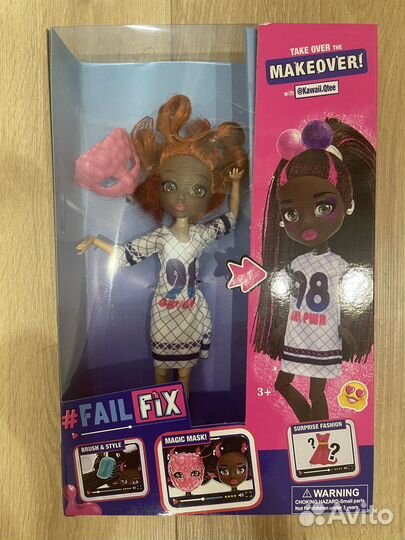 TAKE OVER THE
MAKEOVER!
with @Kawaii.Qtee
98
PWR
3+
#FAIL FIX
BRUSH & STYLE
MAGIC MASK!
SURPRISE FASHION
? ?
WARNING
CHOKING HAZARD-Small parts.
Not for children under 3 years.
Avito